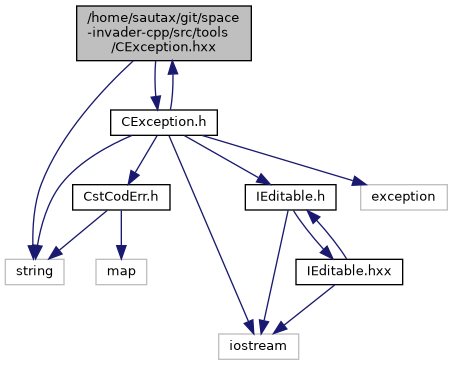 /home/sautax/git/space
-invader-cpp/src/tools
/CException.hxx
CException.h
CstCodErr.h
IEditable.h
exception
string
map
IEditable.hxx
iostream